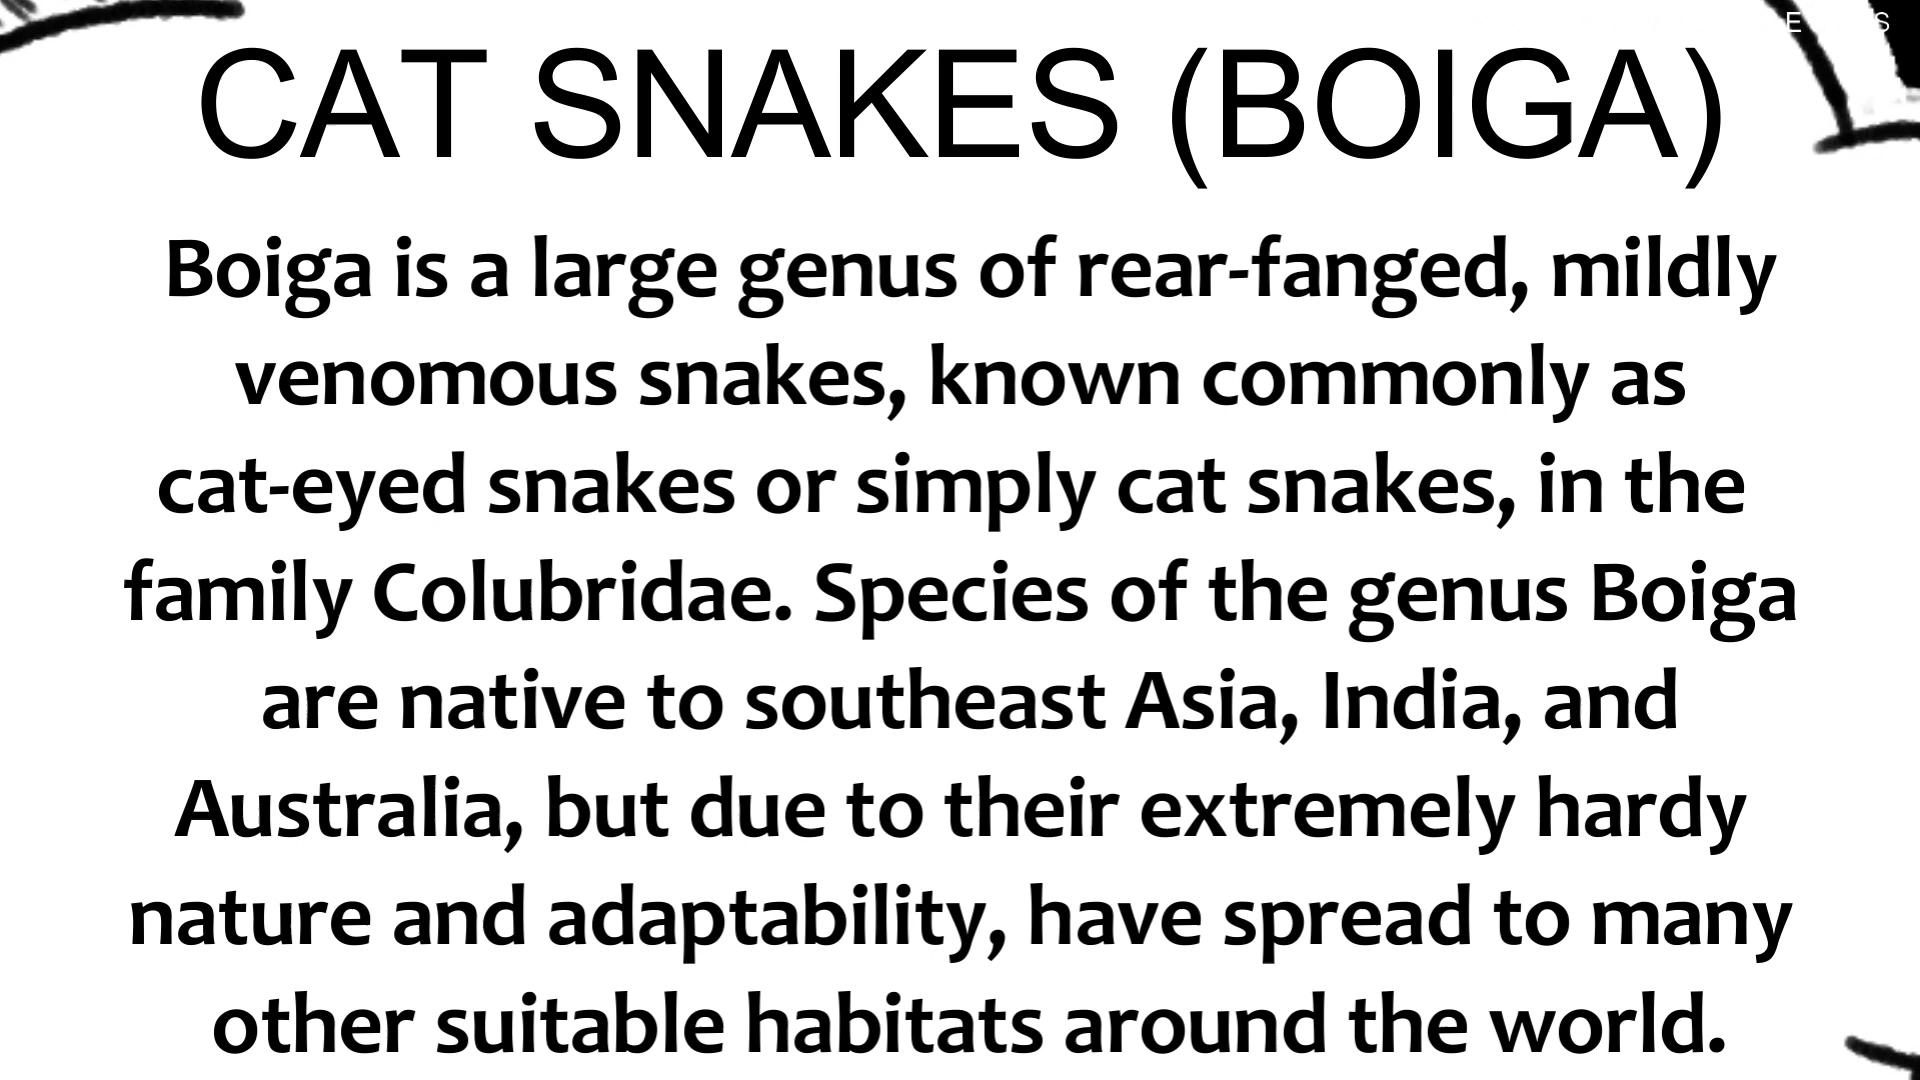 CAT SNAKES (BOIGA)
Boiga is a large genus of rear-fanged, mildly
venomous snakes, known commonly as
cat-eyed snakes or simply cat snakes, in the
family Colubridae. Species of the genus Boiga
are native to southeast Asia, India, and
Australia, but due to their extremely hardy
nature and adaptability, have spread to many
other suitable habitats around the world.